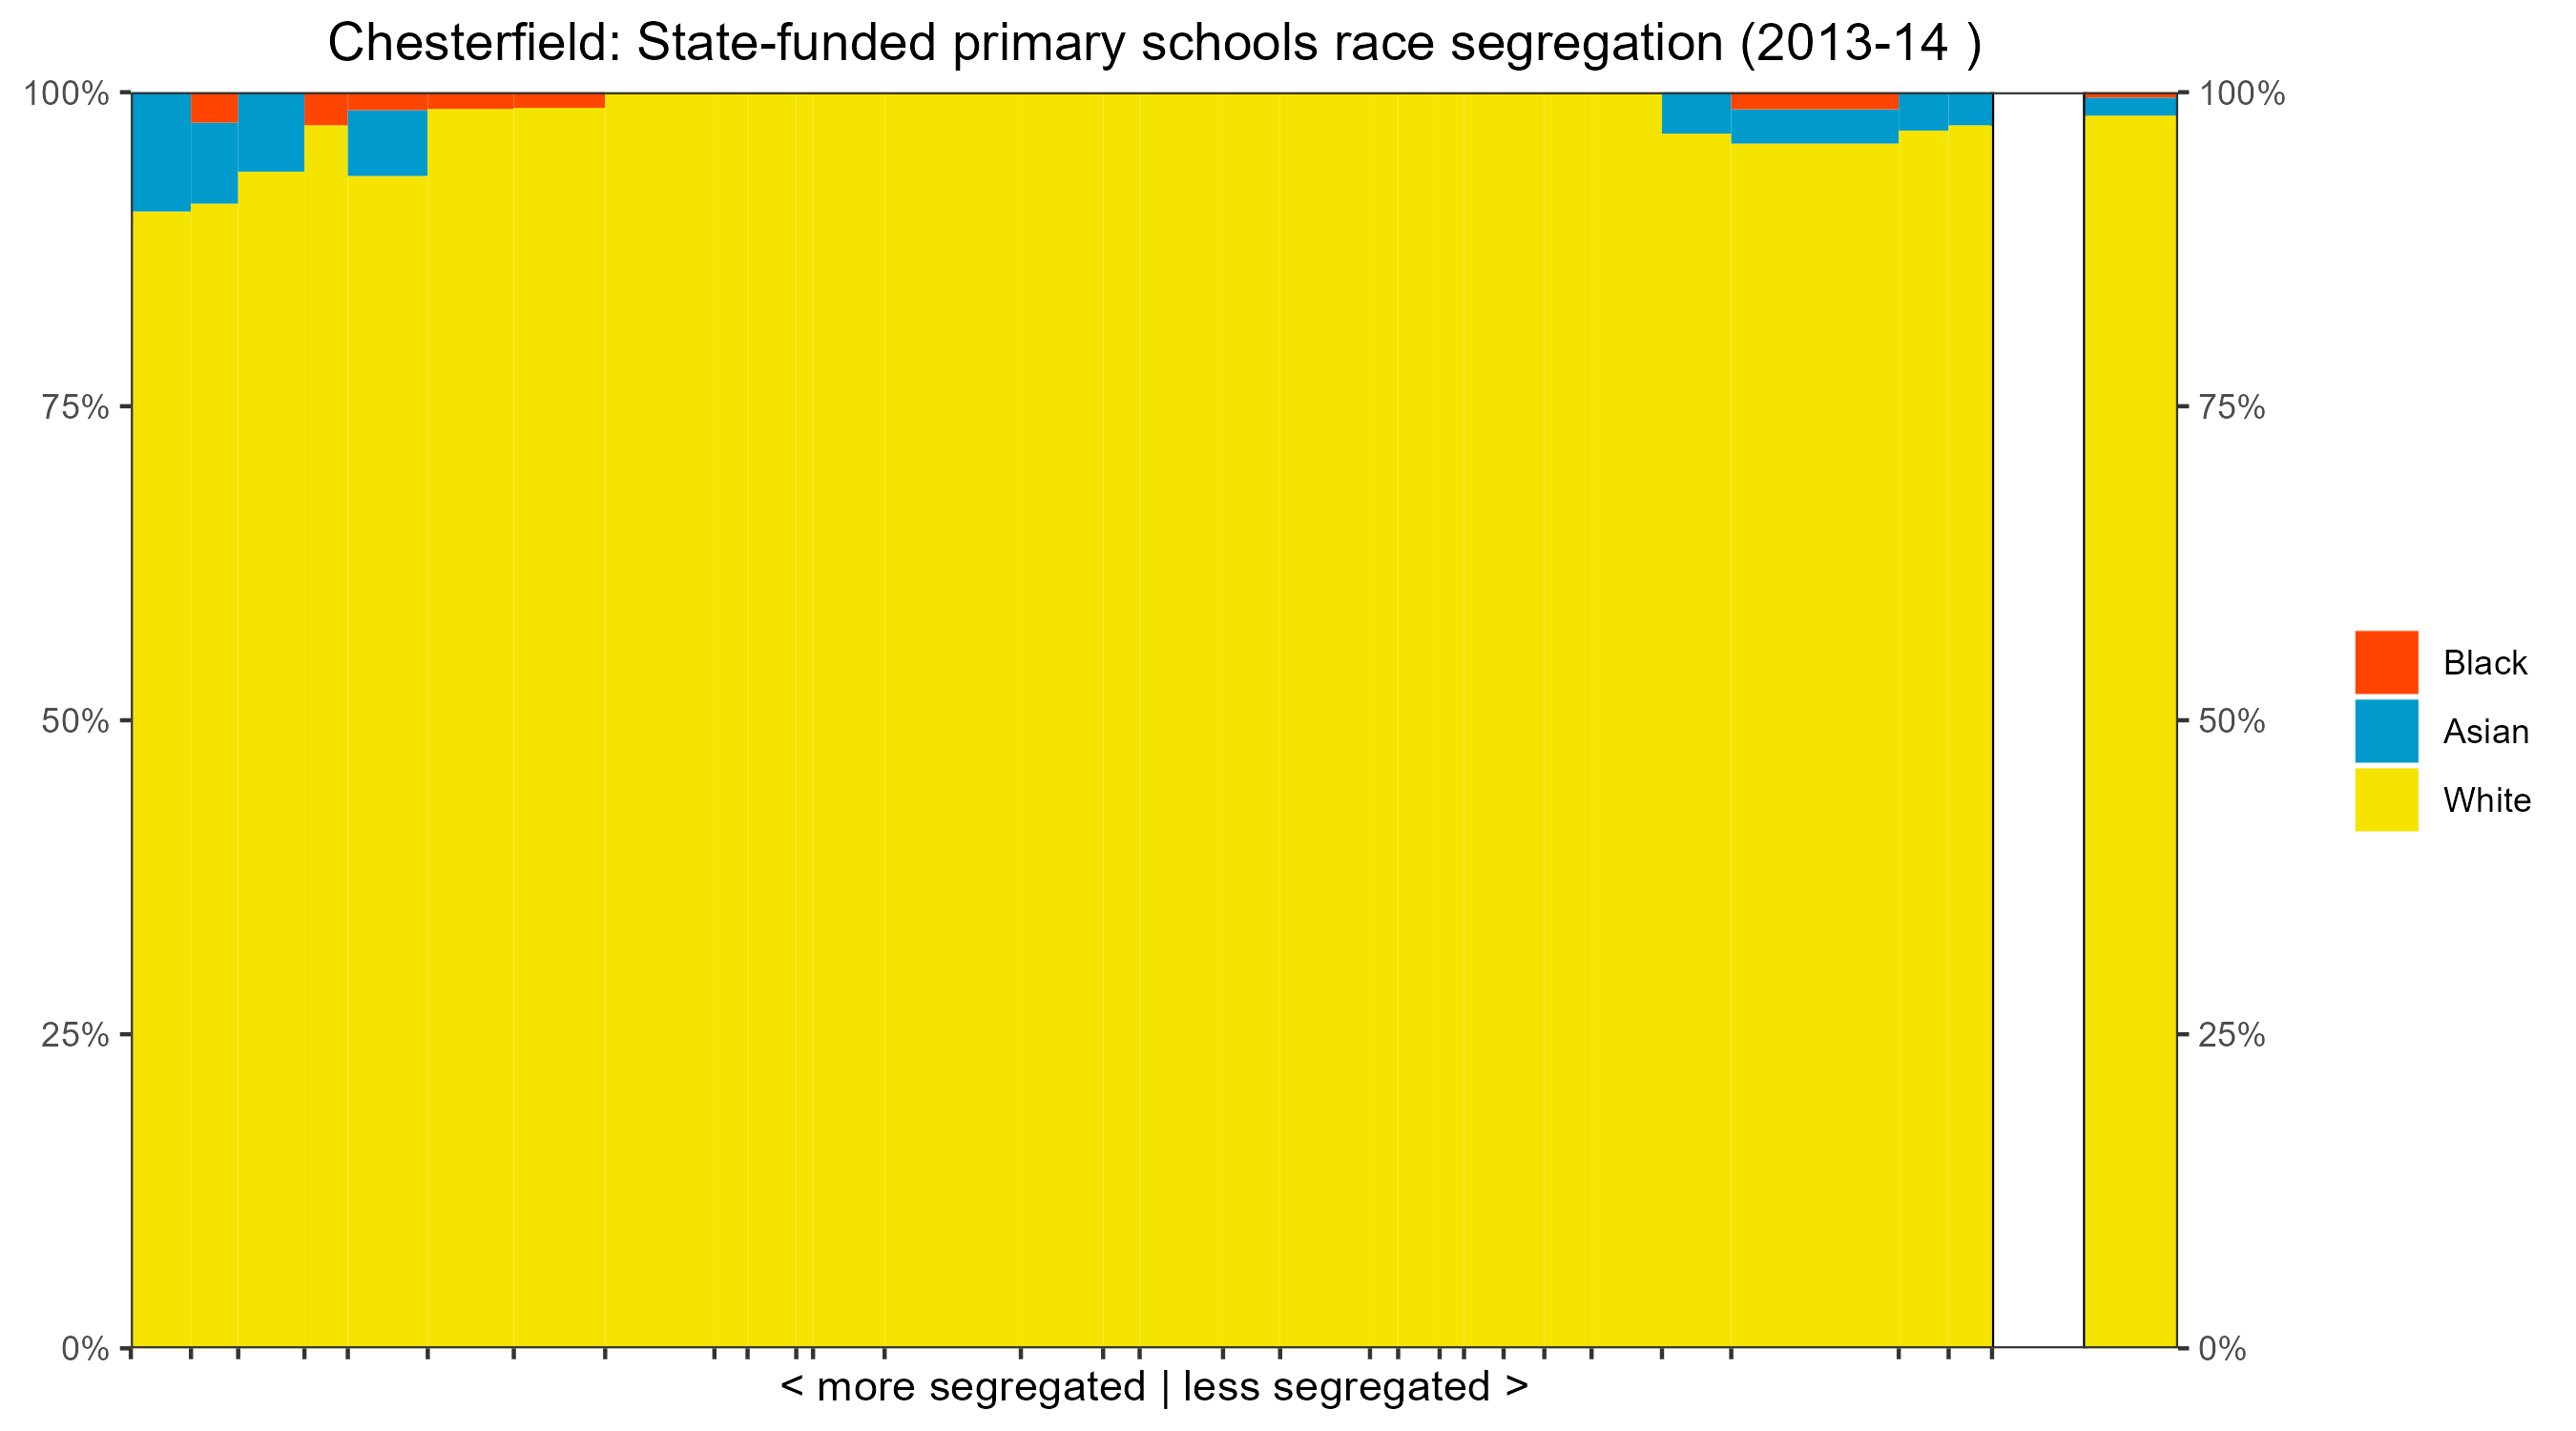 Chesterfield: State-funded primary schools race segregation (2013-14 )
100%
75%
50%
25%
0%
100%
75%
50%
25%
0%
Black
Asian
White
< more segregated | less segregated >